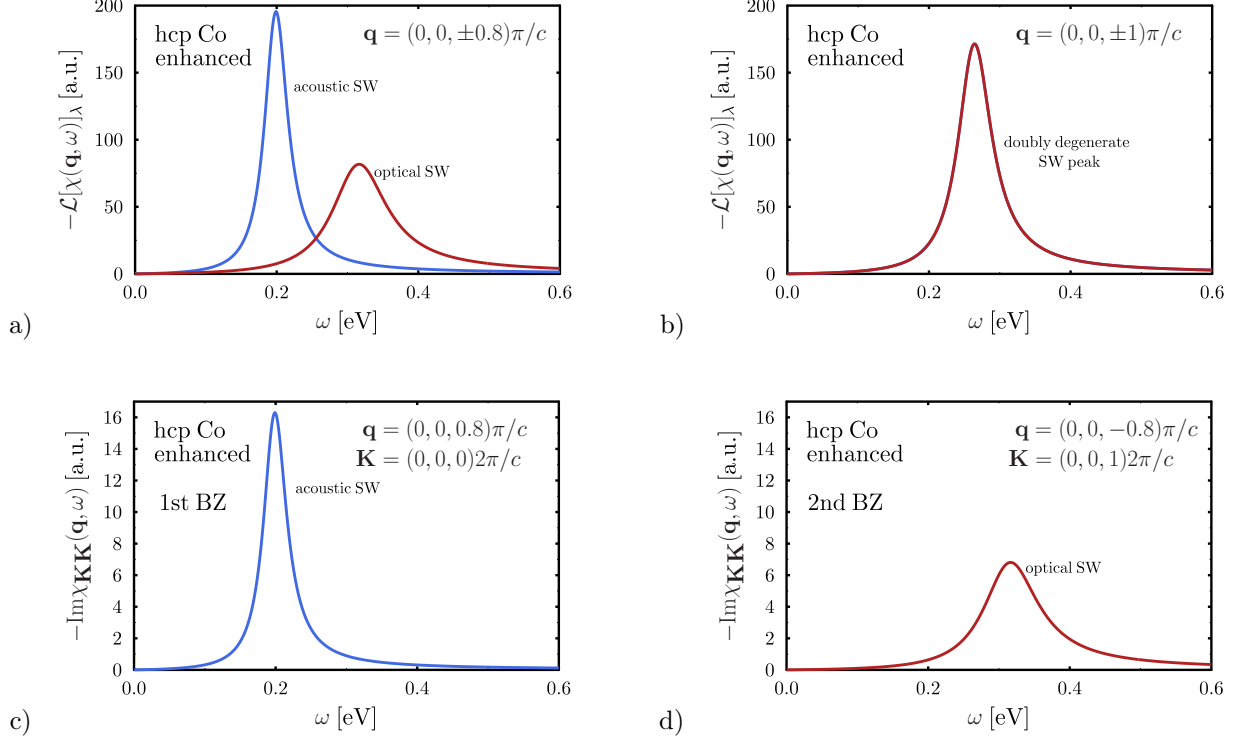 hcp Co
enhanced
q = (0, 0, ±0.8)π/c
acoustic SW
optical SW
200
150
100
50
0
0.0 0.2 0.4 0.6
ω [eV]
−ℒ[χ(q, ω)]λ [a.u.]
a)
hcp Co
enhanced
q = (0, 0, ±1)π/c
doubly degenerate
SW peak
200
150
100
50
0
0.0 0.2 0.4 0.6
ω [eV]
−ℒ[χ(q, ω)]λ [a.u.]
b)
hcp Co
enhanced
q = (0, 0, 0.8)π/c
K = (0, 0, 0)2π/c
1st BZ
acoustic SW
16
14
12
10
8
6
4
2
0
0.0 0.2 0.4 0.6
ω [eV]
−ImχKK(q, ω) [a.u.]
c)
hcp Co
enhanced
q = (0, 0, −0.8)π/c
K = (0, 0, 1)2π/c
2nd BZ
optical SW
16
14
12
10
8
6
4
2
0
0.0 0.2 0.4 0.6
ω [eV]
−ImχKK(q, ω) [a.u.]
d)